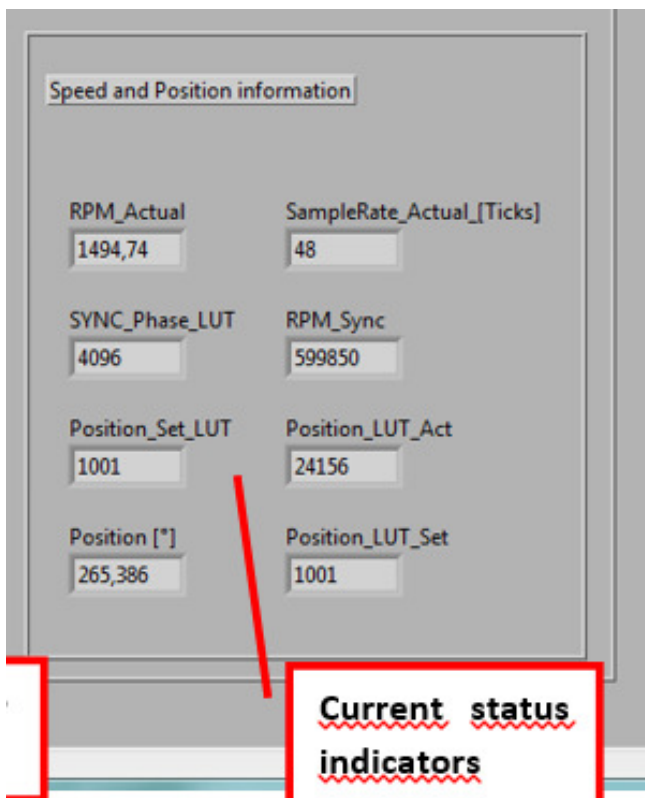 Speed and Position information
RPM_Actual
SampleRate_Actual_[Ticks]
1494,74
48
SYNC_Phase_LUT
RPM_Sync
4096
599850
Position_Set_LUT
Position_LUT_Act
1001
24156
Position [°]
Position_LUT_Set
265,386
1001
Current status
indicators